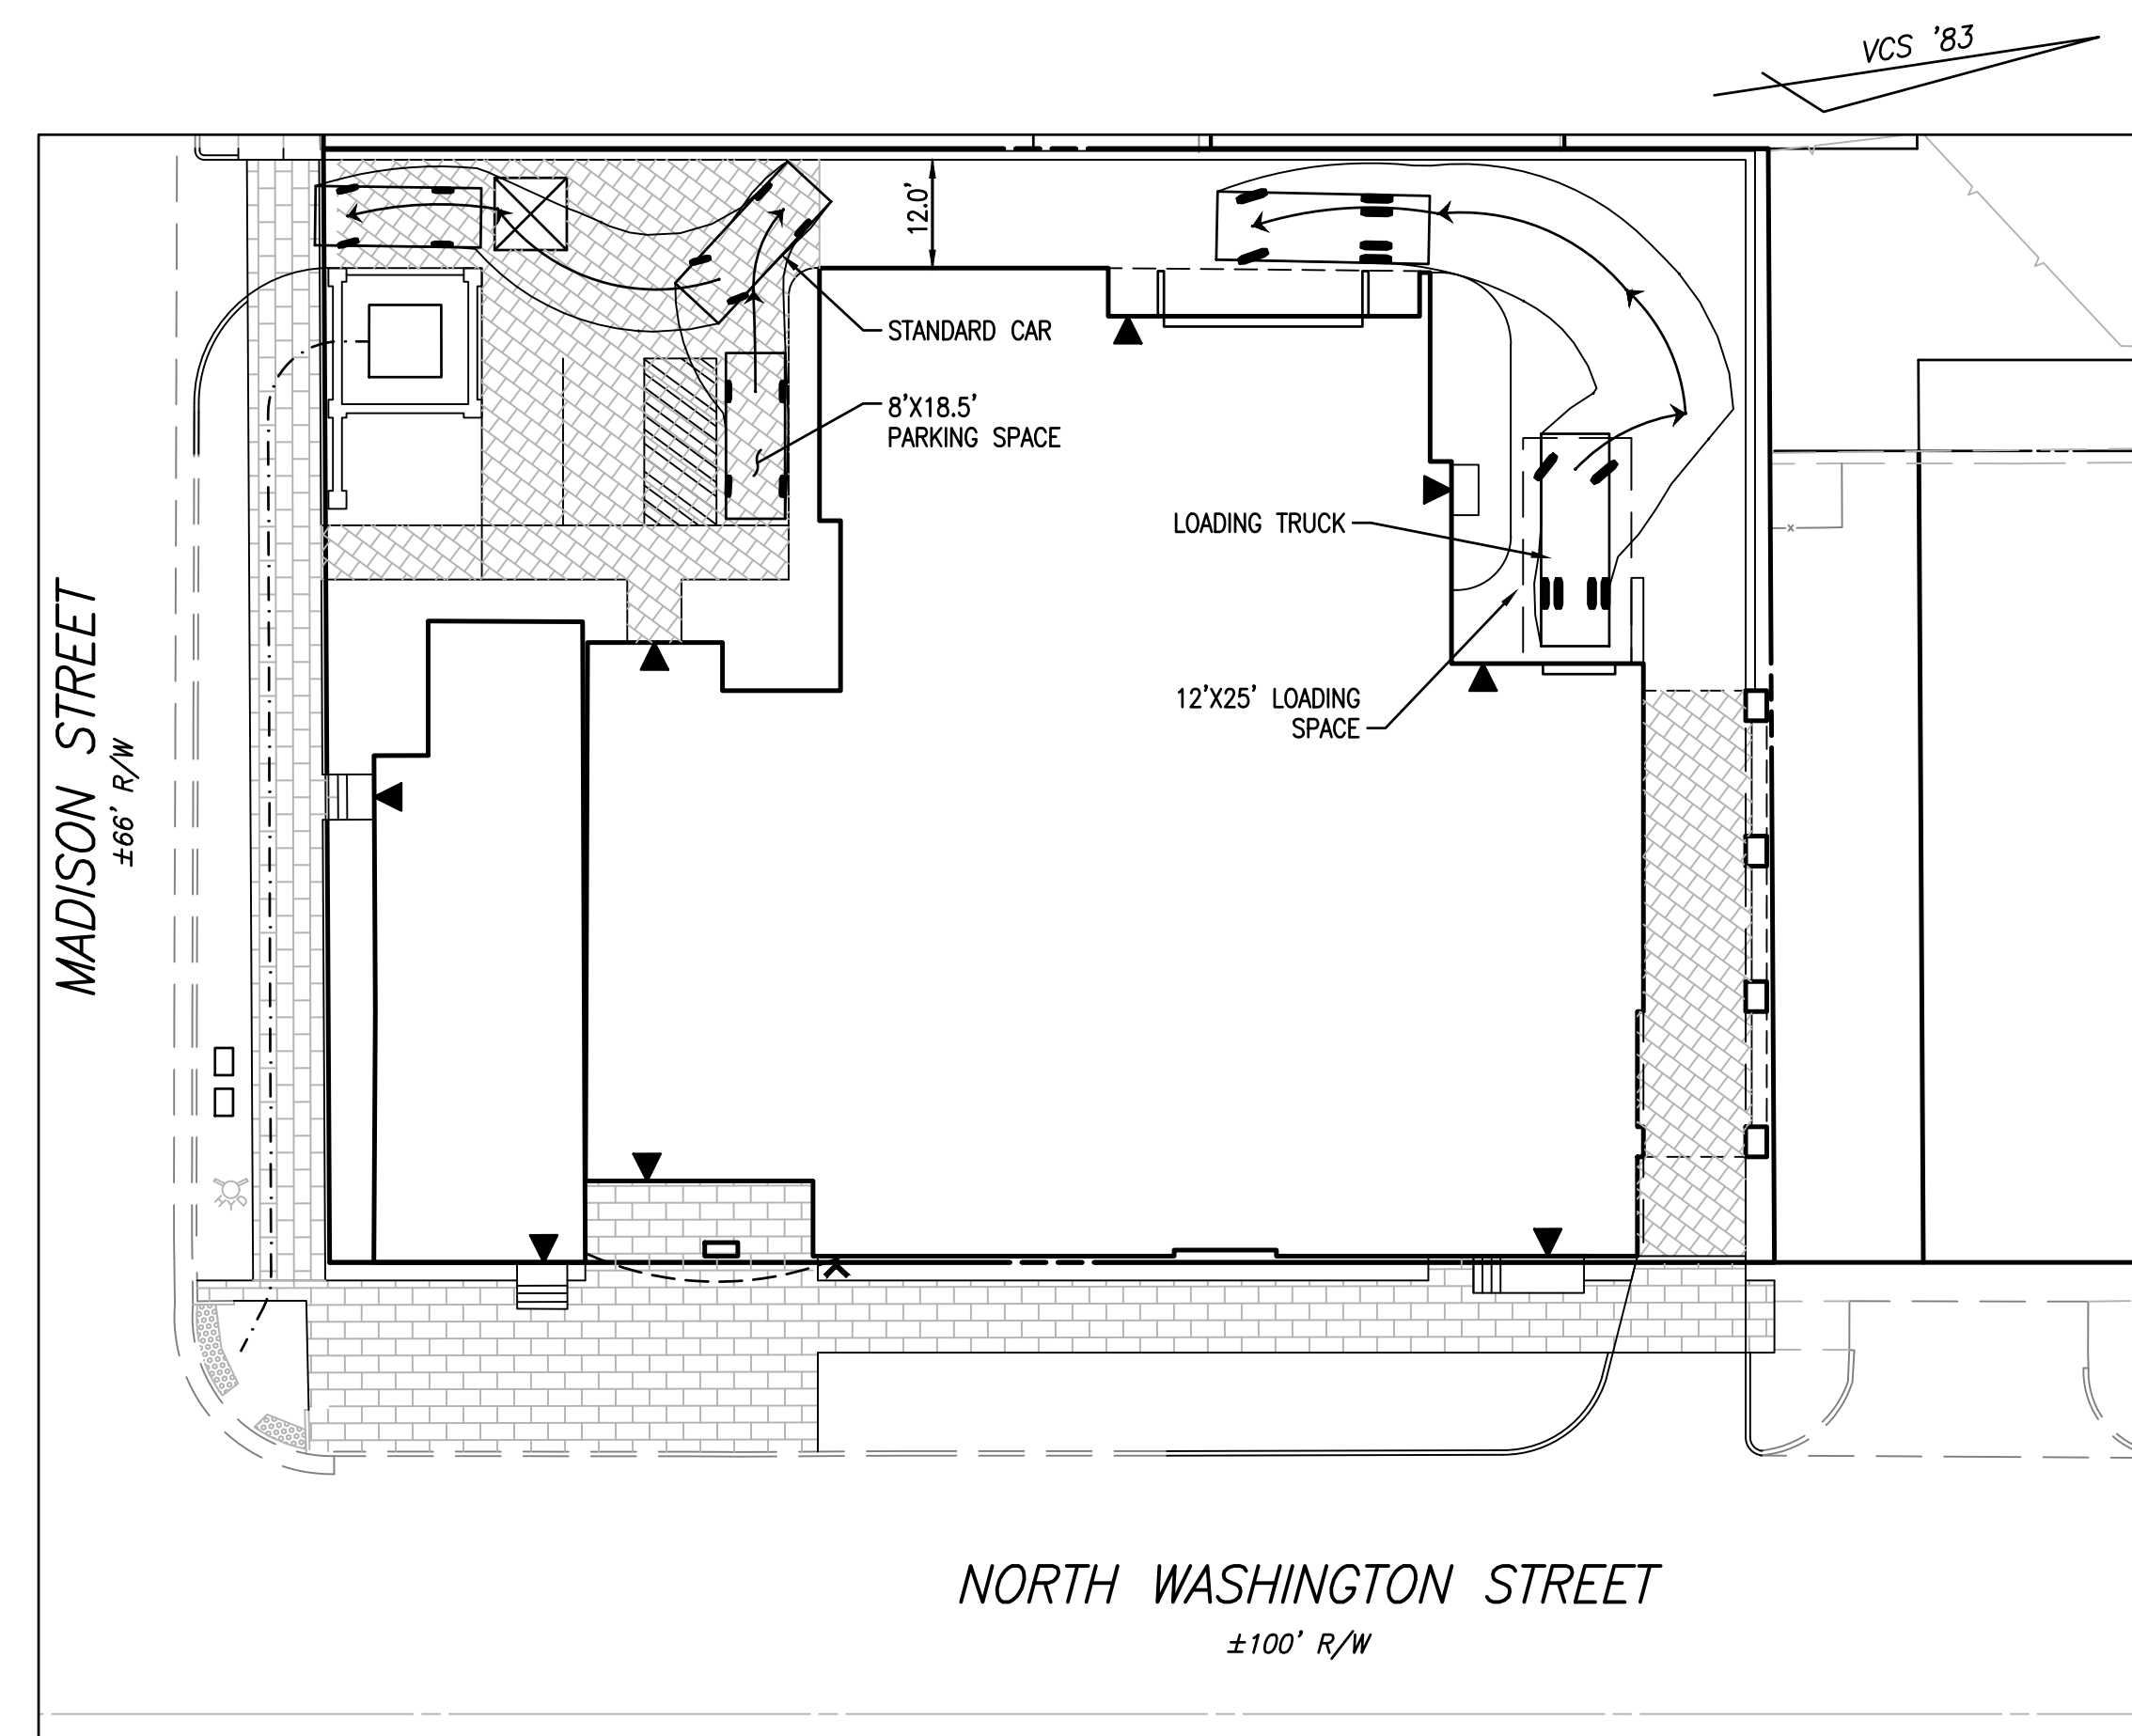 VCS '83
12.0'
STANDARD CAR
8'X18.5'
PARKING SPACE
LOADING TRUCK
12'X25' LOADING
SPACE
MADISON STREET
±66' R/W
NORTH WASHINGTON STREET
±100' R/W